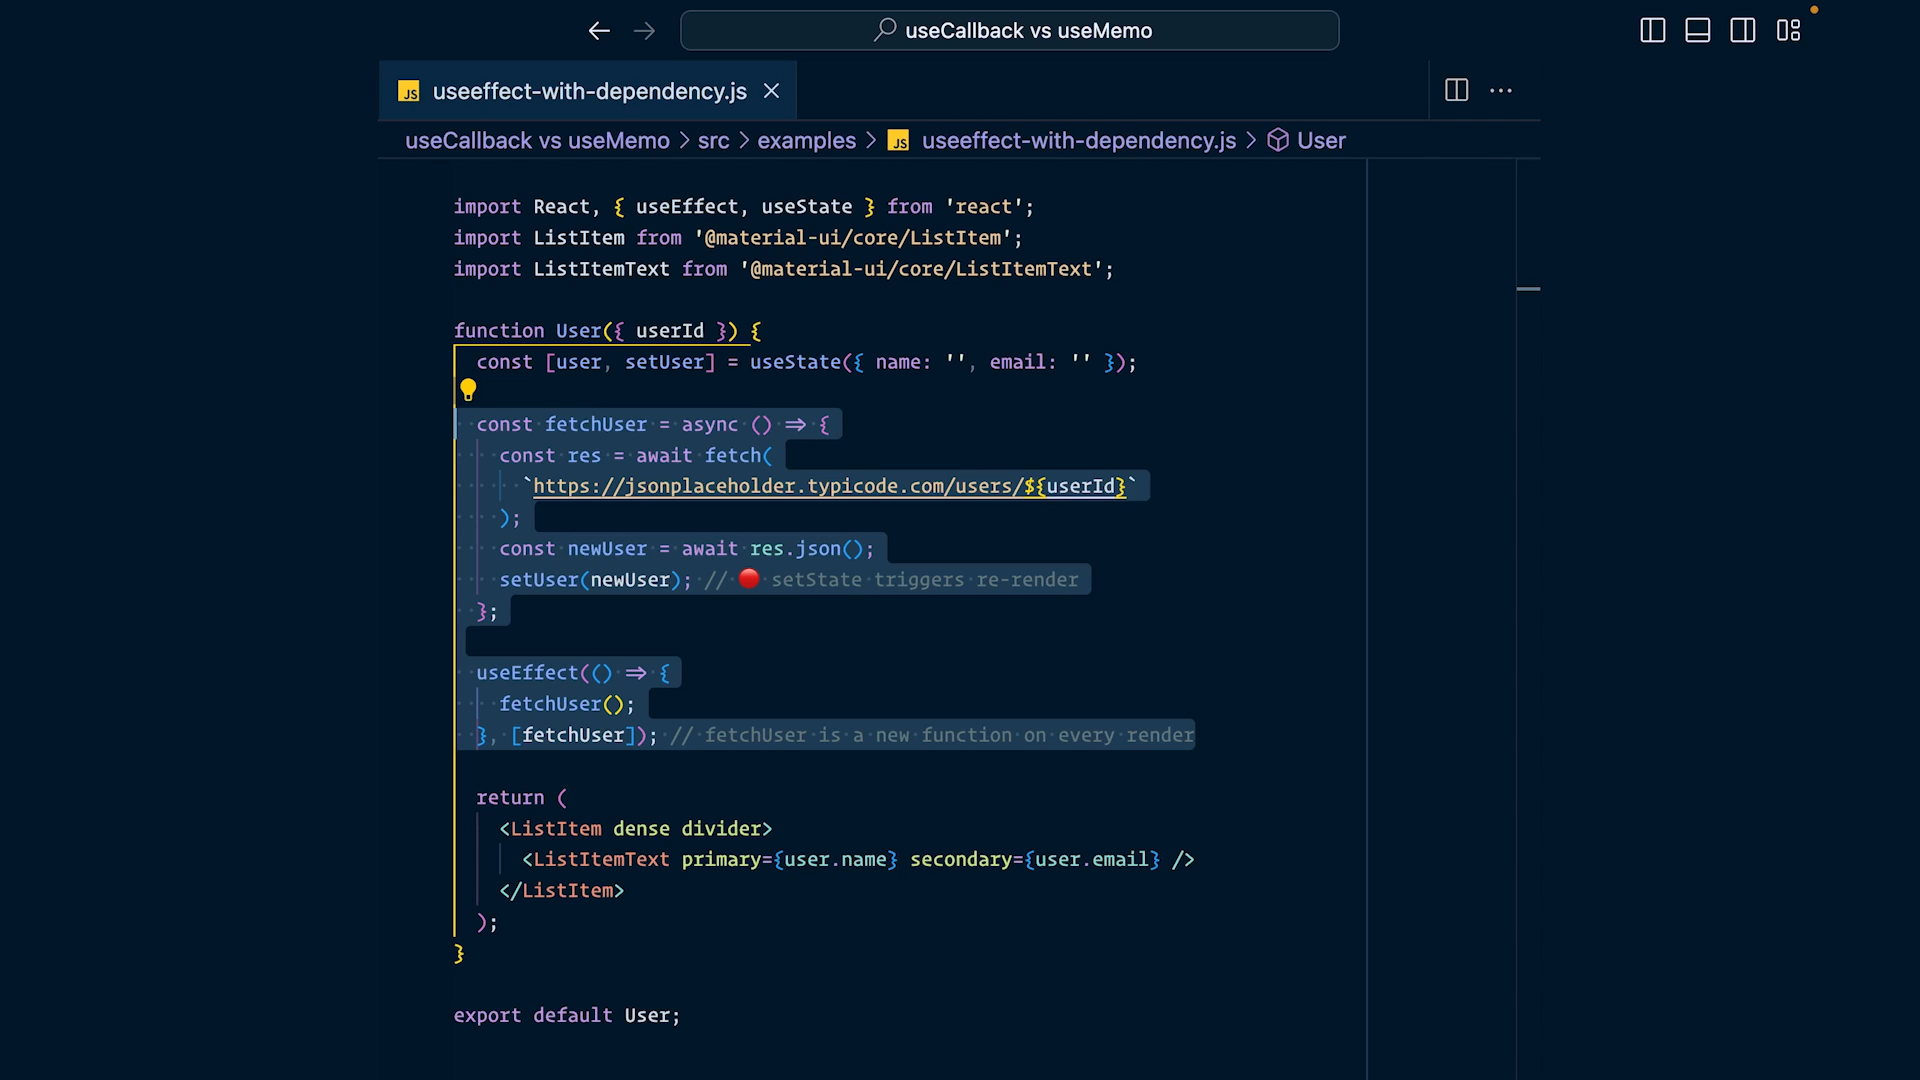 useCallback vs useMemo
JS useeffect-with-dependency.js
useCallback vs useMemo > src > examples > JS useeffect-with-dependency.js > User
import React, { useEffect, useState } from 'react';
import ListItem from '@material-ui/core/ListItem';
import ListItemText from '@material-ui/core/ListItemText';
function User({ userId }) {
const [user, setUser] = useState({ name: '', email: '' });
const fetchUser = async () => {
const res = await fetch(
`https://jsonplaceholder.typicode.com/users/${userId}`
);
const newUser = await res.json();
setUser(newUser); // 🔴 setState triggers re-render
};
useEffect(() => {
fetchUser();
}, [fetchUser]); // fetchUser is a new function on every render
return (
<ListItem dense divider>
<ListItemText primary={user.name} secondary={user.email} />
</ListItem>
);
}
export default User;